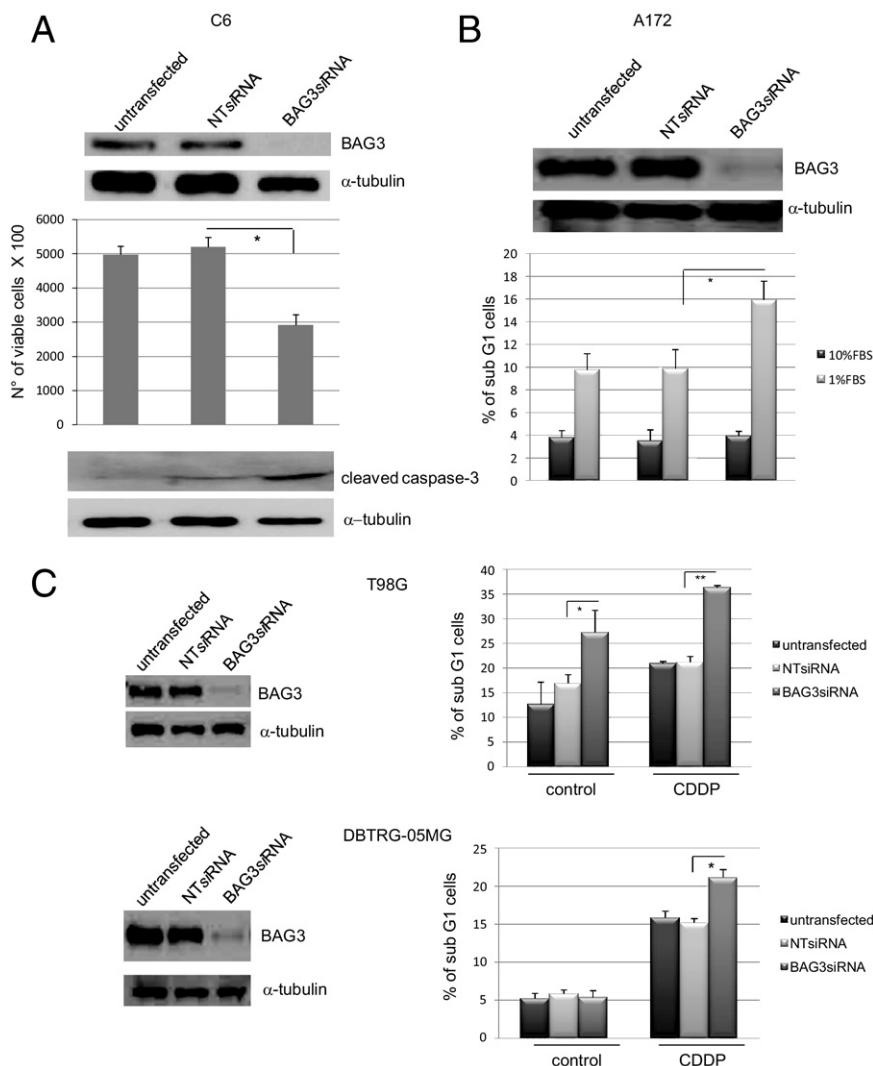 A
C6
untransfected
NTsiRNA
BAG3siRNA
BAG3
α-tubulin
N° of viable cells X 100
6000
5000
4000
3000
2000
1000
0
*
cleaved caspase-3
α-tubulin
B
A172
untransfected
NTsiRNA
BAG3siRNA
BAG3
α-tubulin
% of sub G1 cells
20
18
16
14
12
10
8
6
4
2
0
*
10%FBS
1%FBS
C
T98G
untransfected
NTsiRNA
BAG3siRNA
BAG3
α-tubulin
% of sub G1 cells
40
35
30
25
20
15
10
5
0
*
**
control
CDDP
untransfected
NTsiRNA
BAG3siRNA
DBTRG-05MG
untransfected
NTsiRNA
BAG3siRNA
BAG3
α-tubulin
% of sub G1 cells
25
20
15
10
5
0
*
control
CDDP
untransfected
NTsiRNA
BAG3siRNA